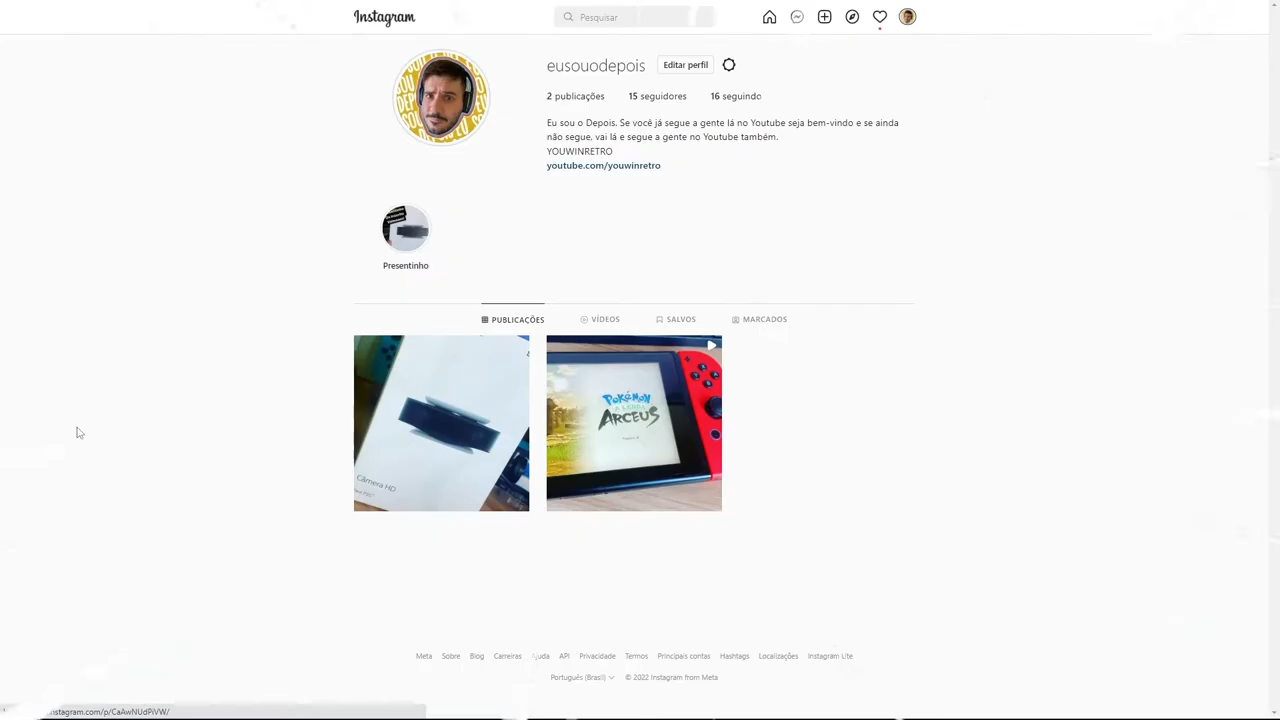 Instagram
Pesquisar
eusouodepois
Editar perfil
2 publicações 15 seguidores 16 seguindo
Eu sou o Depois. Se você já segue a gente lá no Youtube seja bem-vindo e se ainda
não segue, vai lá e segue a gente no Youtube também.
YOUWINRETRO
youtube.com/youwinretro
Presentinho
PUBLICAÇÕES VÍDEOS SALVOS MARCADOS
Câmera HD
POKÉMON
ARCEUS
Meta Sobre Blog Carreiras Ajuda API Privacidade Termos Principais contas Hashtags Localizações Instagram Lite
Português (Brasil) © 2022 Instagram from Meta
nstagram.com/p/CaAwNUdPiVW/